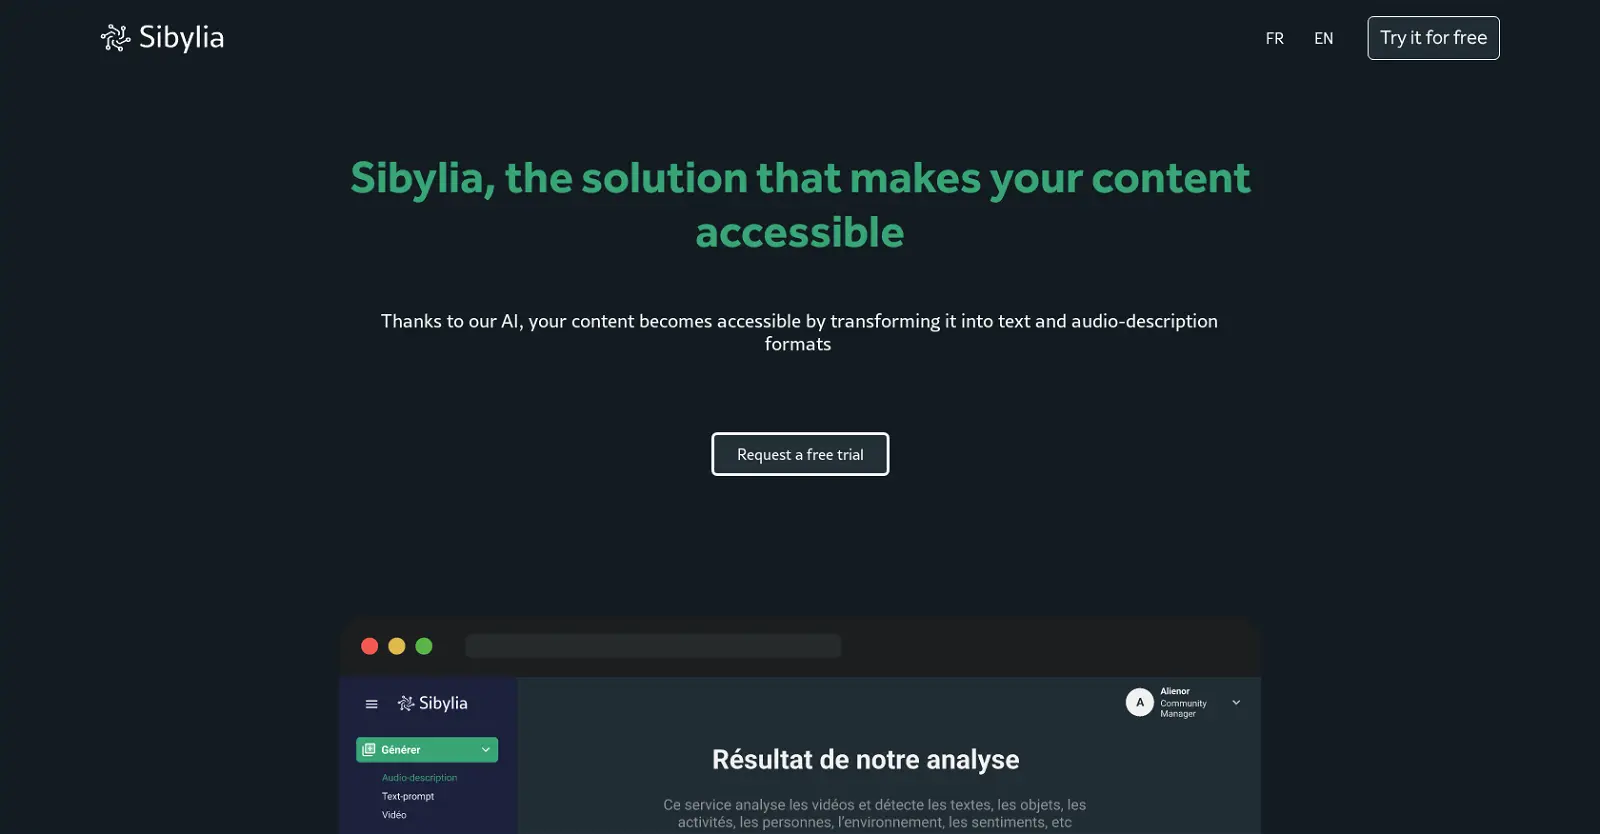 Sibylia
FR
EN
Try it for free
Sibylia, the solution that makes your content
accessible
Thanks to our AI, your content becomes accessible by transforming it into text and audio-description
formats
Request a free trial
Sibylia
A
Alienor
Community
Manager
Générer
Audio-description
Text-prompt
Vidéo
Résultat de notre analyse
Ce service analyse les vidéos et détecte les textes, les objets, les
activités, les personnes, l’environnement, les sentiments, etc